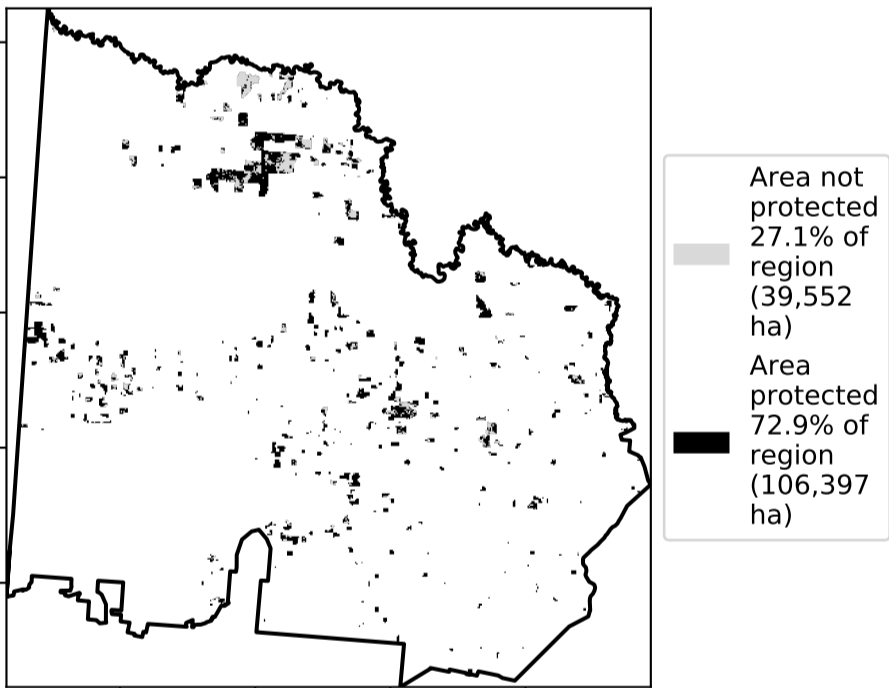 Area not
protected
27.1% of
region
(39,552
ha)
Area
protected
72.9% of
region
(106,397
ha)